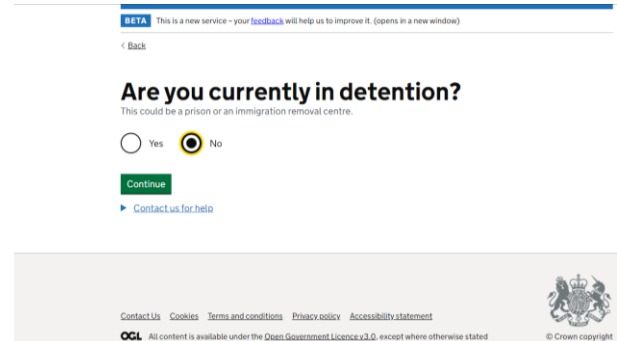 BETA This is a new service – your feedback will help us to improve it. (opens in a new window)
< Back
Are you currently in detention?
This could be a prison or an immigration removal centre.
Yes No
Continue
Contact us for help
Contact Us Cookies Terms and conditions Privacy policy Accessibility statement
OGL All content is available under the Open Government Licence v3.0, except where otherwise stated
© Crown copyright